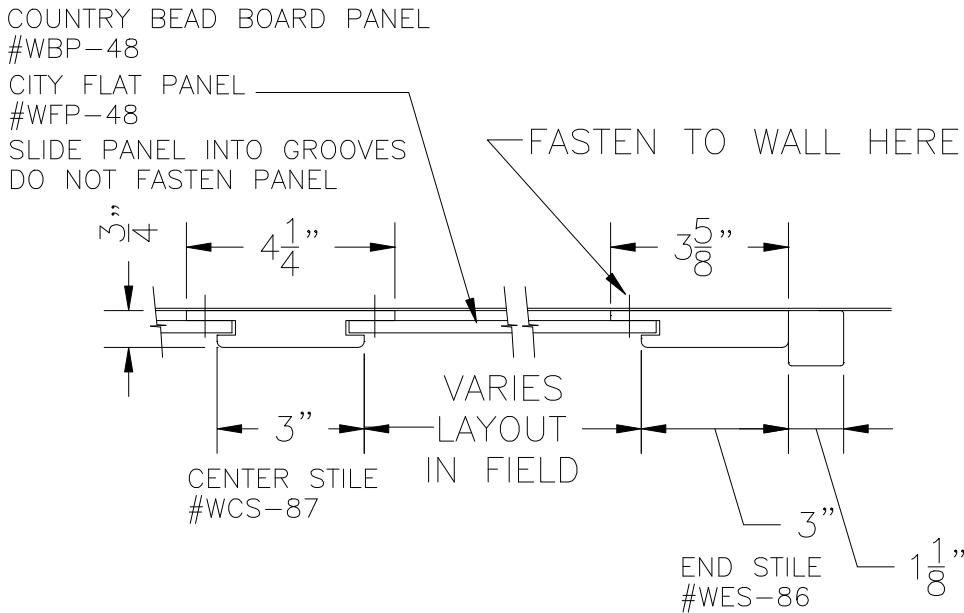 COUNTRY BEAD BOARD PANEL
#WBP-48
CITY FLAT PANEL
#WFP-48
SLIDE PANEL INTO GROOVES
DO NOT FASTEN PANEL
FASTEN TO WALL HERE
3/4"
4 1/4"
3 5/8"
3"
VARIES
LAYOUT
IN FIELD
CENTER STILE
#WCS-87
3"
END STILE
#WES-86
1 1/8"